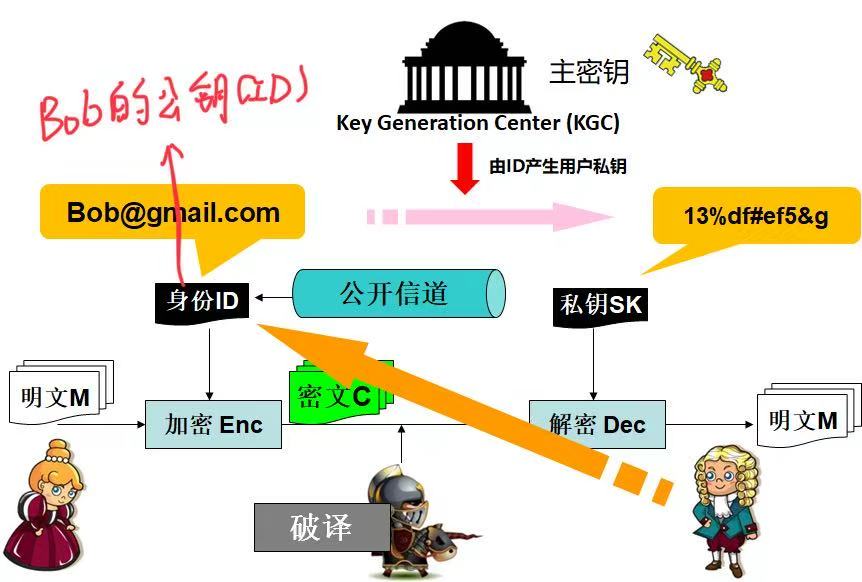 主密钥
Key Generation Center (KGC)
Bob的公钥(ID)
由ID产生用户私钥
Bob@gmail.com
13%df#ef5&g
身份ID
公开信道
私钥SK
明文M
密文C
加密 Enc
解密 Dec
明文M
破译